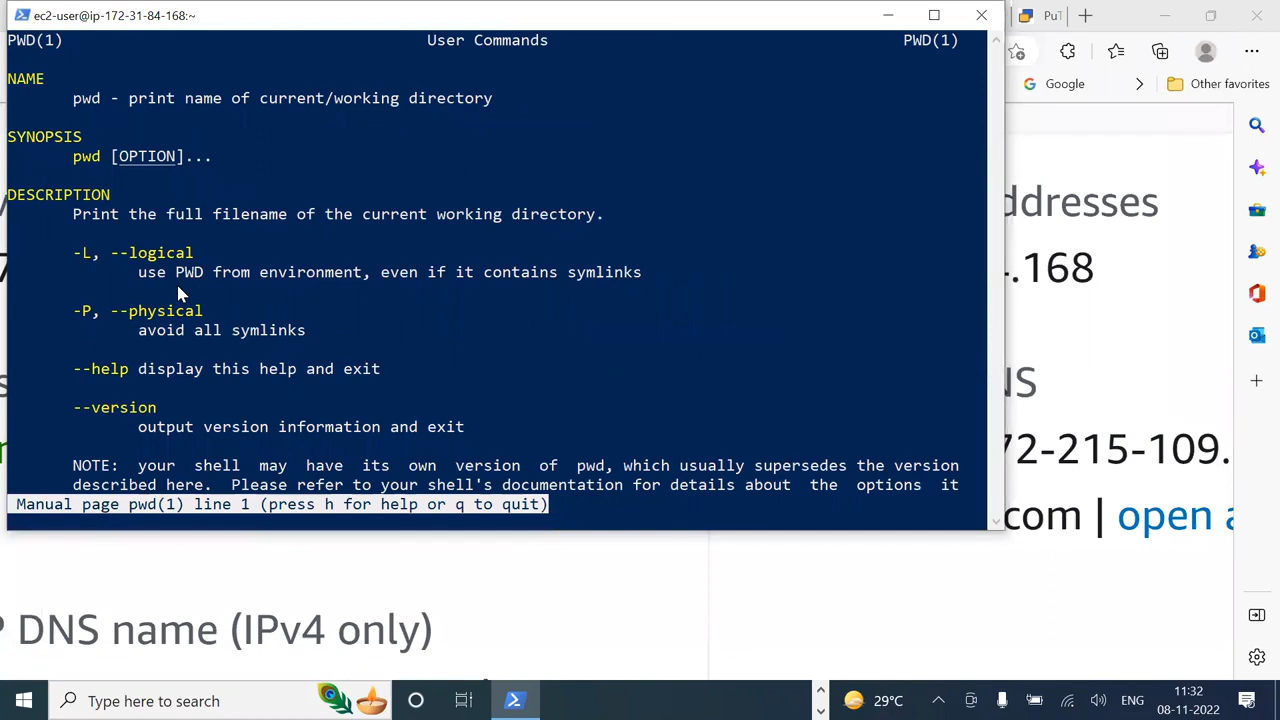 ec2-user@ip-172-31-84-168:~
PWD(1) User Commands PWD(1)
NAME
pwd - print name of current/working directory
SYNOPSIS
pwd [OPTION]...
DESCRIPTION
Print the full filename of the current working directory.
-L, --logical
use PWD from environment, even if it contains symlinks
-P, --physical
avoid all symlinks
--help display this help and exit
--version
output version information and exit
NOTE: your shell may have its own version of pwd, which usually supersedes the version
described here. Please refer to your shell's documentation for details about the options it
Manual page pwd(1) line 1 (press h for help or q to quit)
PuT
Google
Other favorites
ddresses
.168
NS
72-215-109.
com | open a
P DNS name (IPv4 only)
Type here to search
29°C
ENG
11:32
08-11-2022